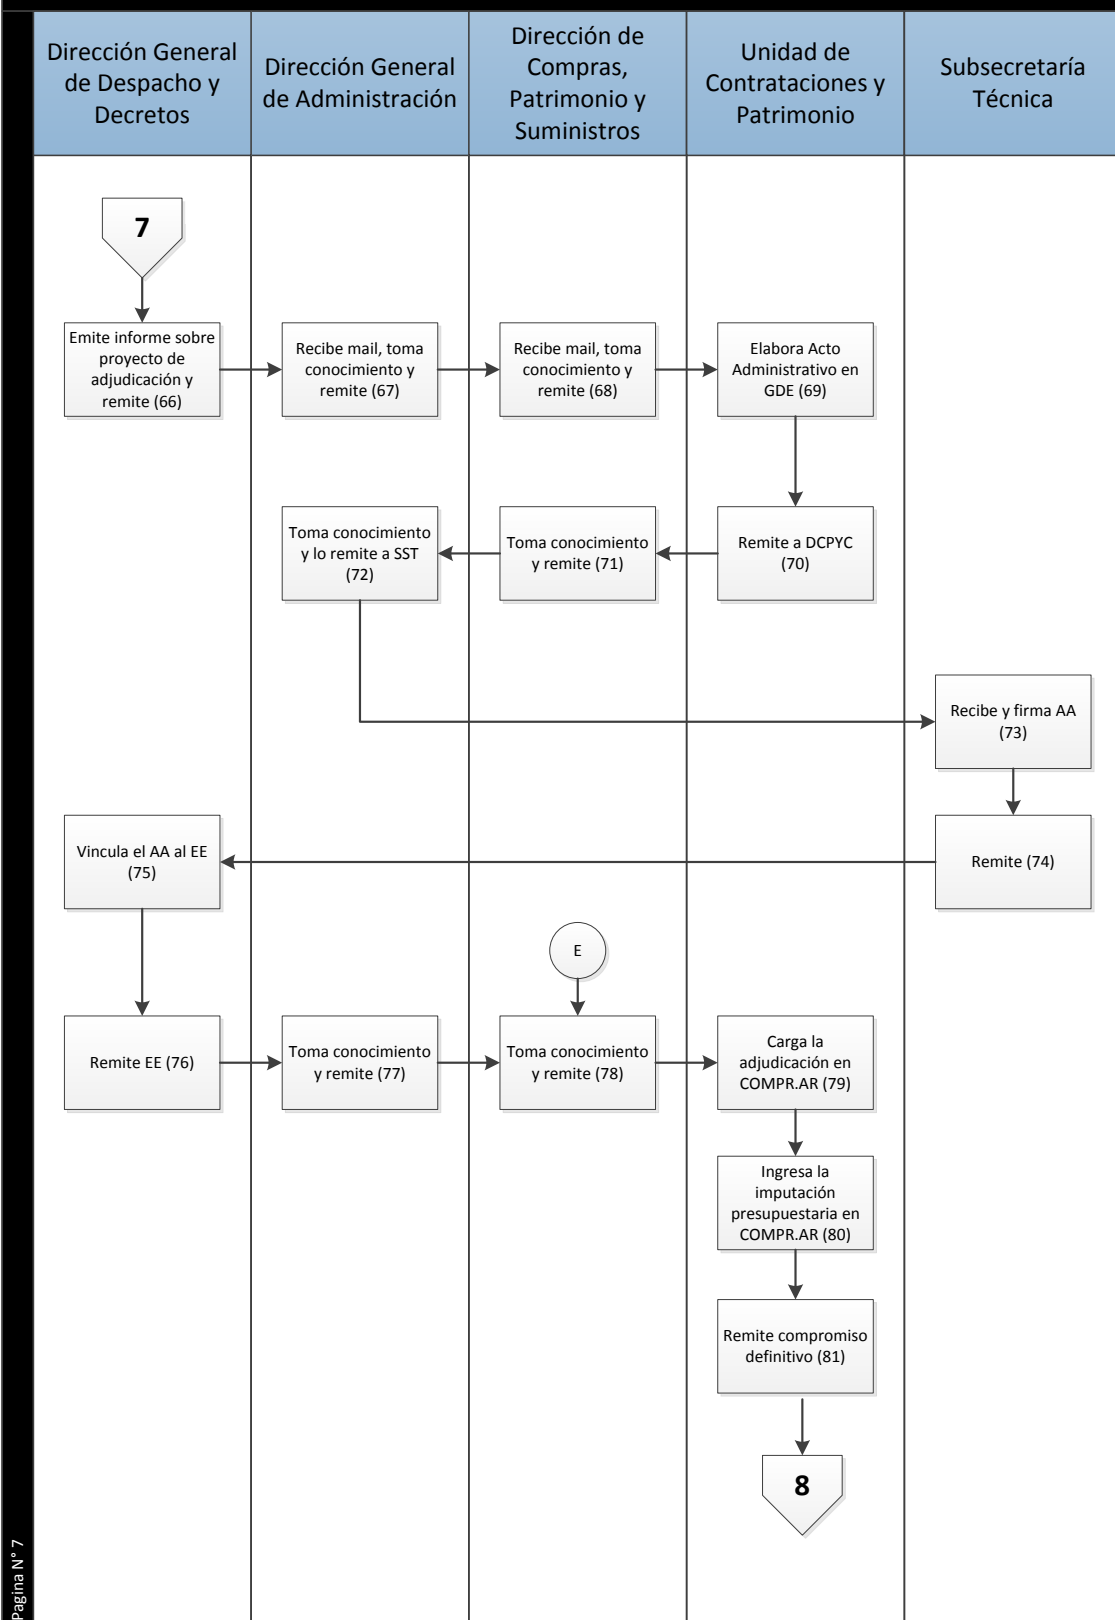 Dirección General
de Despacho y
Decretos
Dirección General
de Administración
Dirección de
Compras,
Patrimonio y
Suministros
Unidad de
Contrataciones y
Patrimonio
Subsecretaría
Técnica
7
Emite informe sobre
proyecto de
adjudicación y
remite (66)
Recibe mail, toma
conocimiento y
remite (67)
Recibe mail, toma
conocimiento y
remite (68)
Elabora Acto
Administrativo en
GDE (69)
Toma conocimiento
y lo remite a SST
(72)
Toma conocimiento
y remite (71)
Remite a DCPYC
(70)
Recibe y firma AA
(73)
Vincula el AA al EE
(75)
Remite (74)
E
Remite EE (76)
Toma conocimiento
y remite (77)
Toma conocimiento
y remite (78)
Carga la
adjudicación en
COMPR.AR (79)
Ingresa la
imputación
presupuestaria en
COMPR.AR (80)
Remite compromiso
definitivo (81)
8
Pagina N° 7